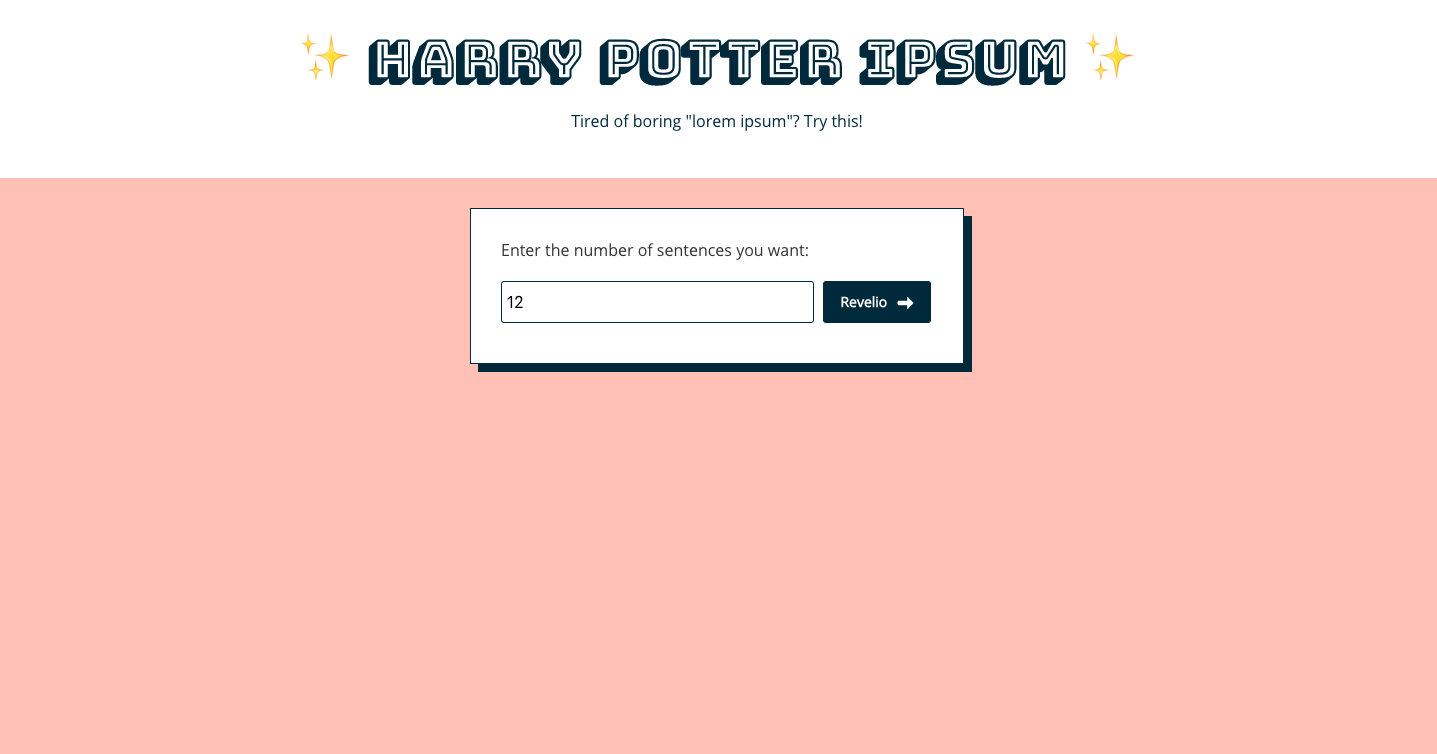 ✨ HARRY POTTER IPSUM ✨
Tired of boring "lorem ipsum"? Try this!
Enter the number of sentences you want:
12
Revelio ➡